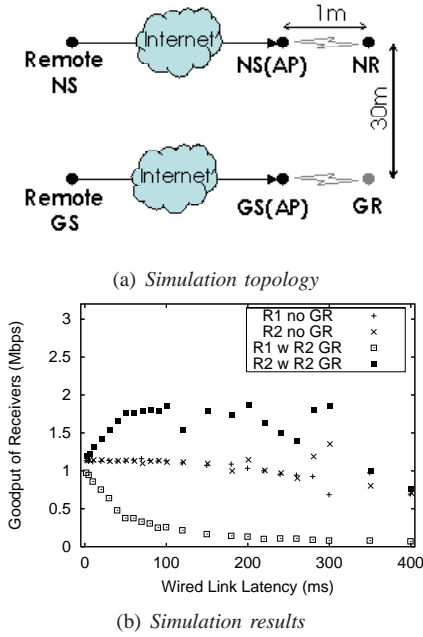 1m
Internet
Internet
Remote NS
NS(AP)
NR
30m
Remote GS
GS(AP)
GR
(a) Simulation topology
R1 no GR
R2 no GR
R1 w R2 GR
R2 w R2 GR
Goodput of Receivers (Mbps)
3
2.5
2
1.5
1
0.5
0
0
100
200
300
400
Wired Link Latency (ms)
(b) Simulation results